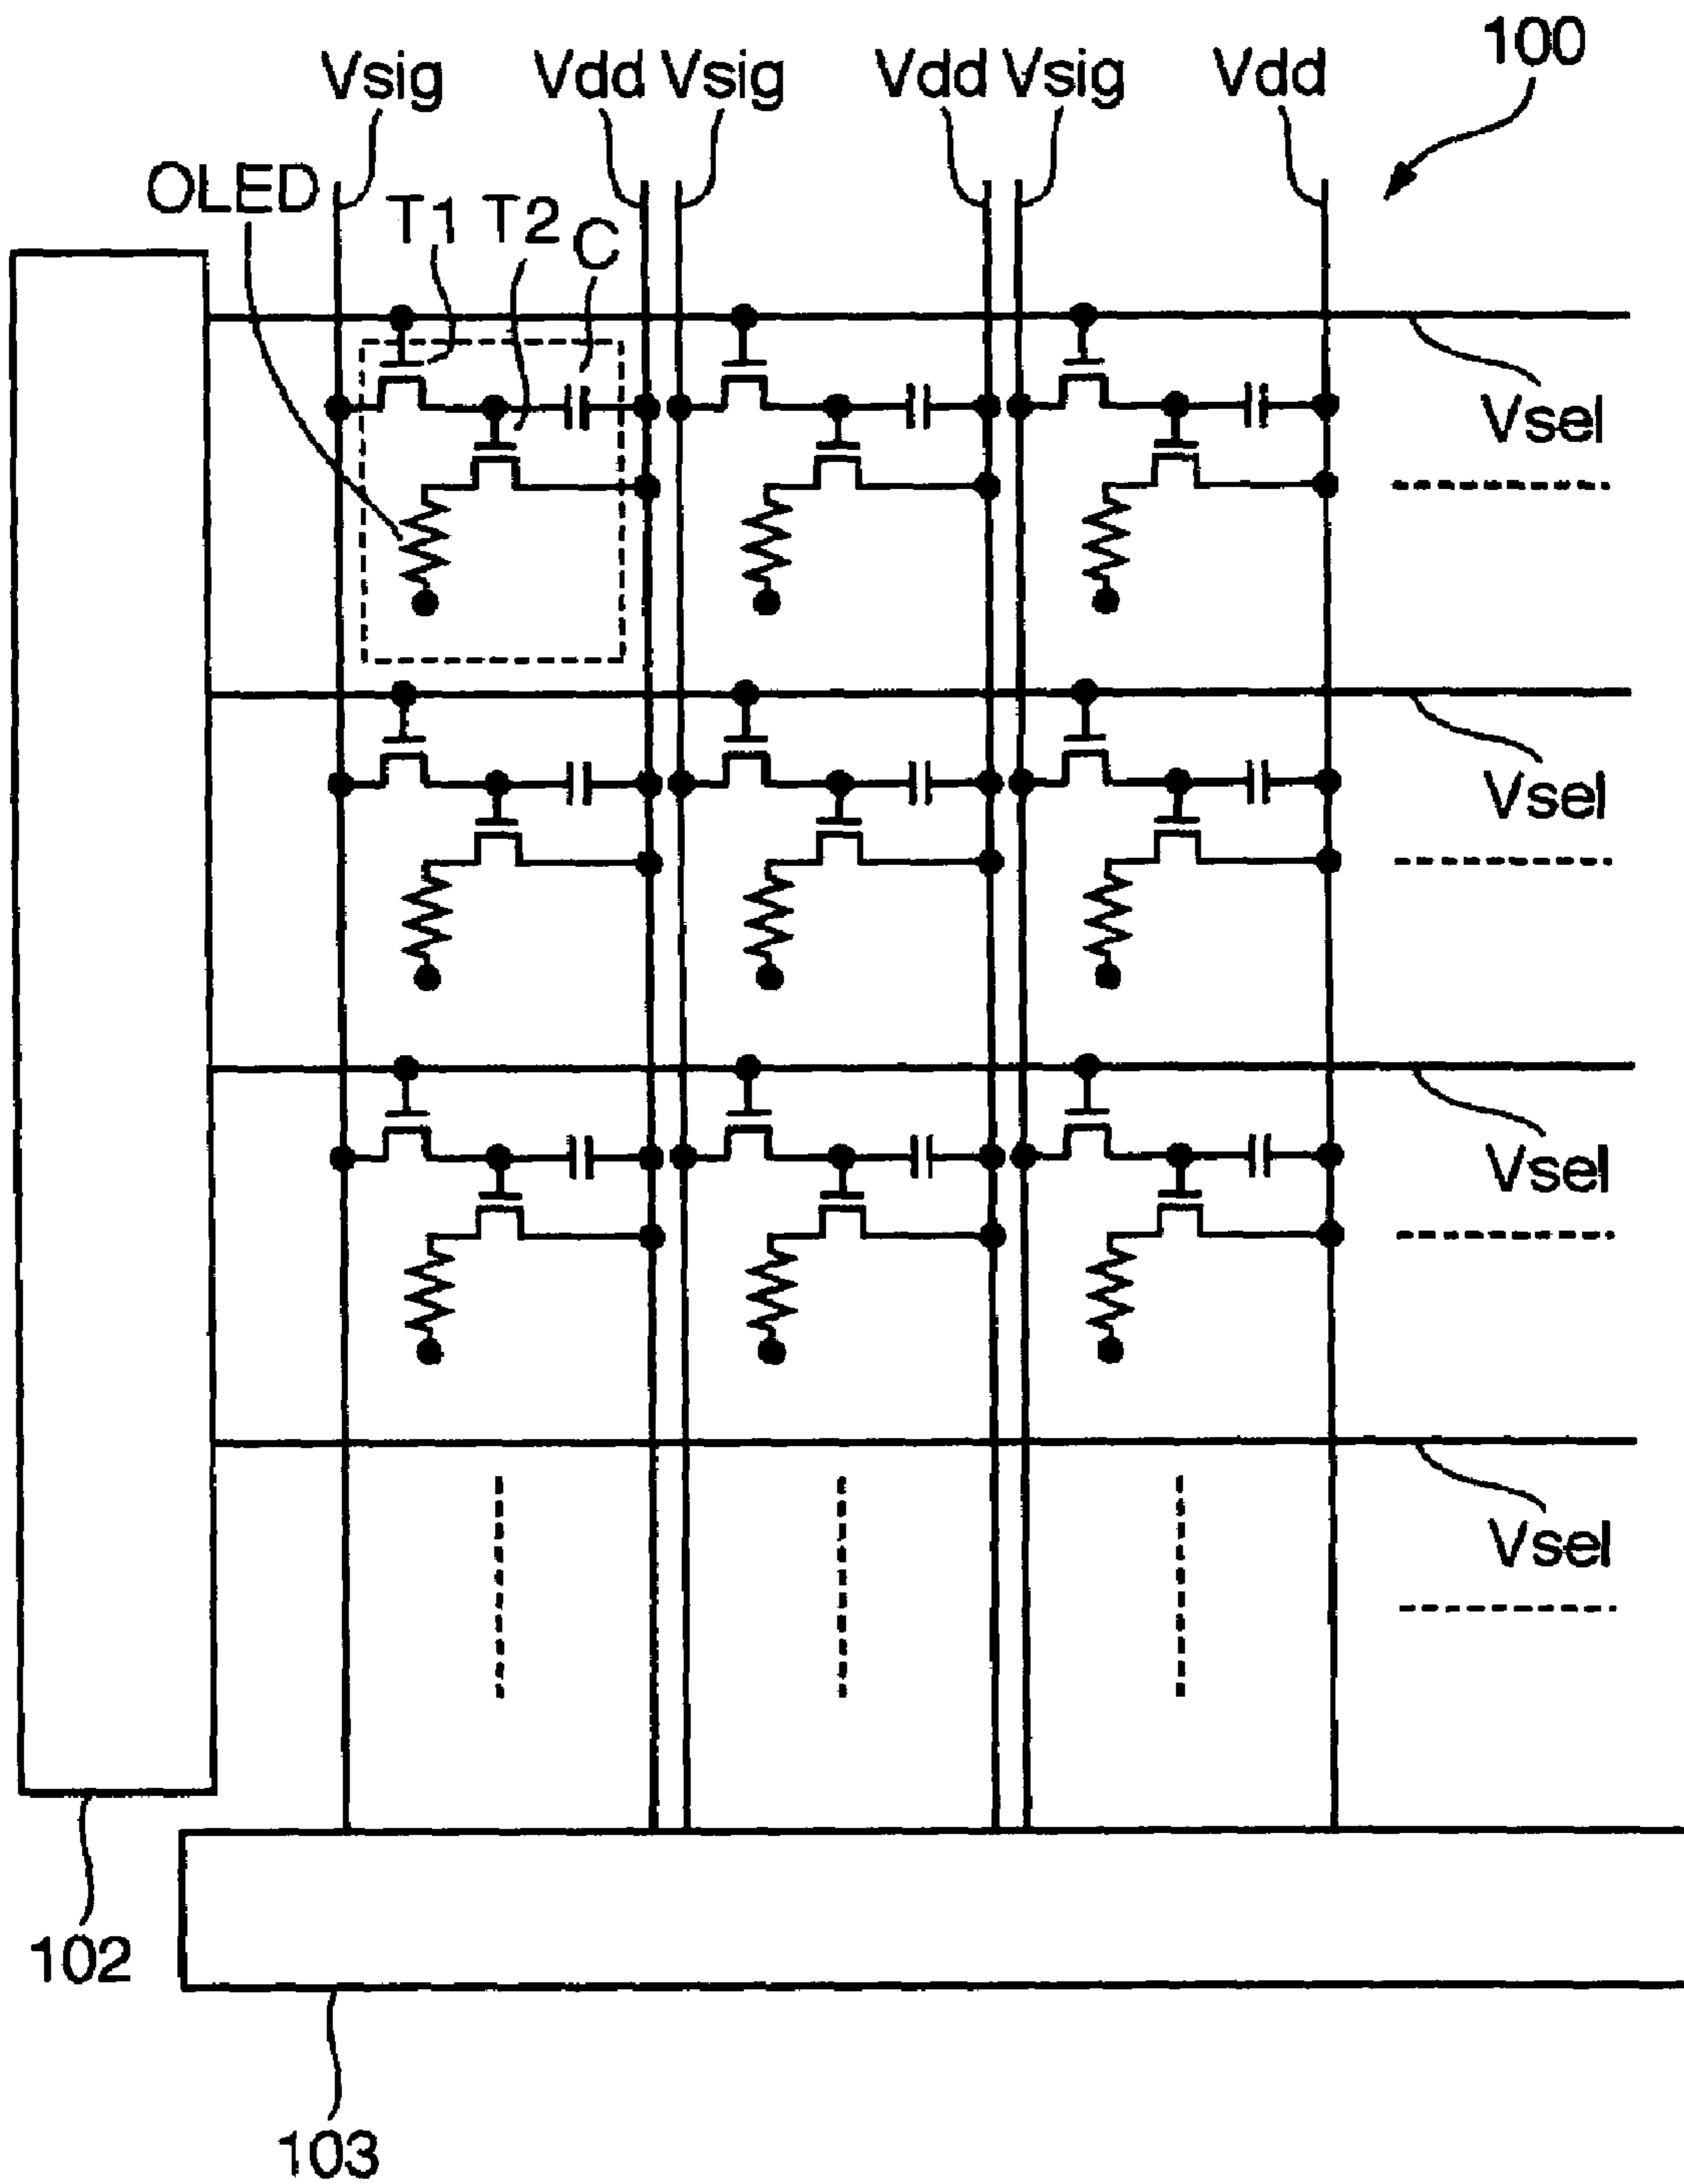 100
Vsig Vdd Vsig Vdd Vsig Vdd
OLED T1 T2 C
Vsel
Vsel
Vsel
Vsel
102
103